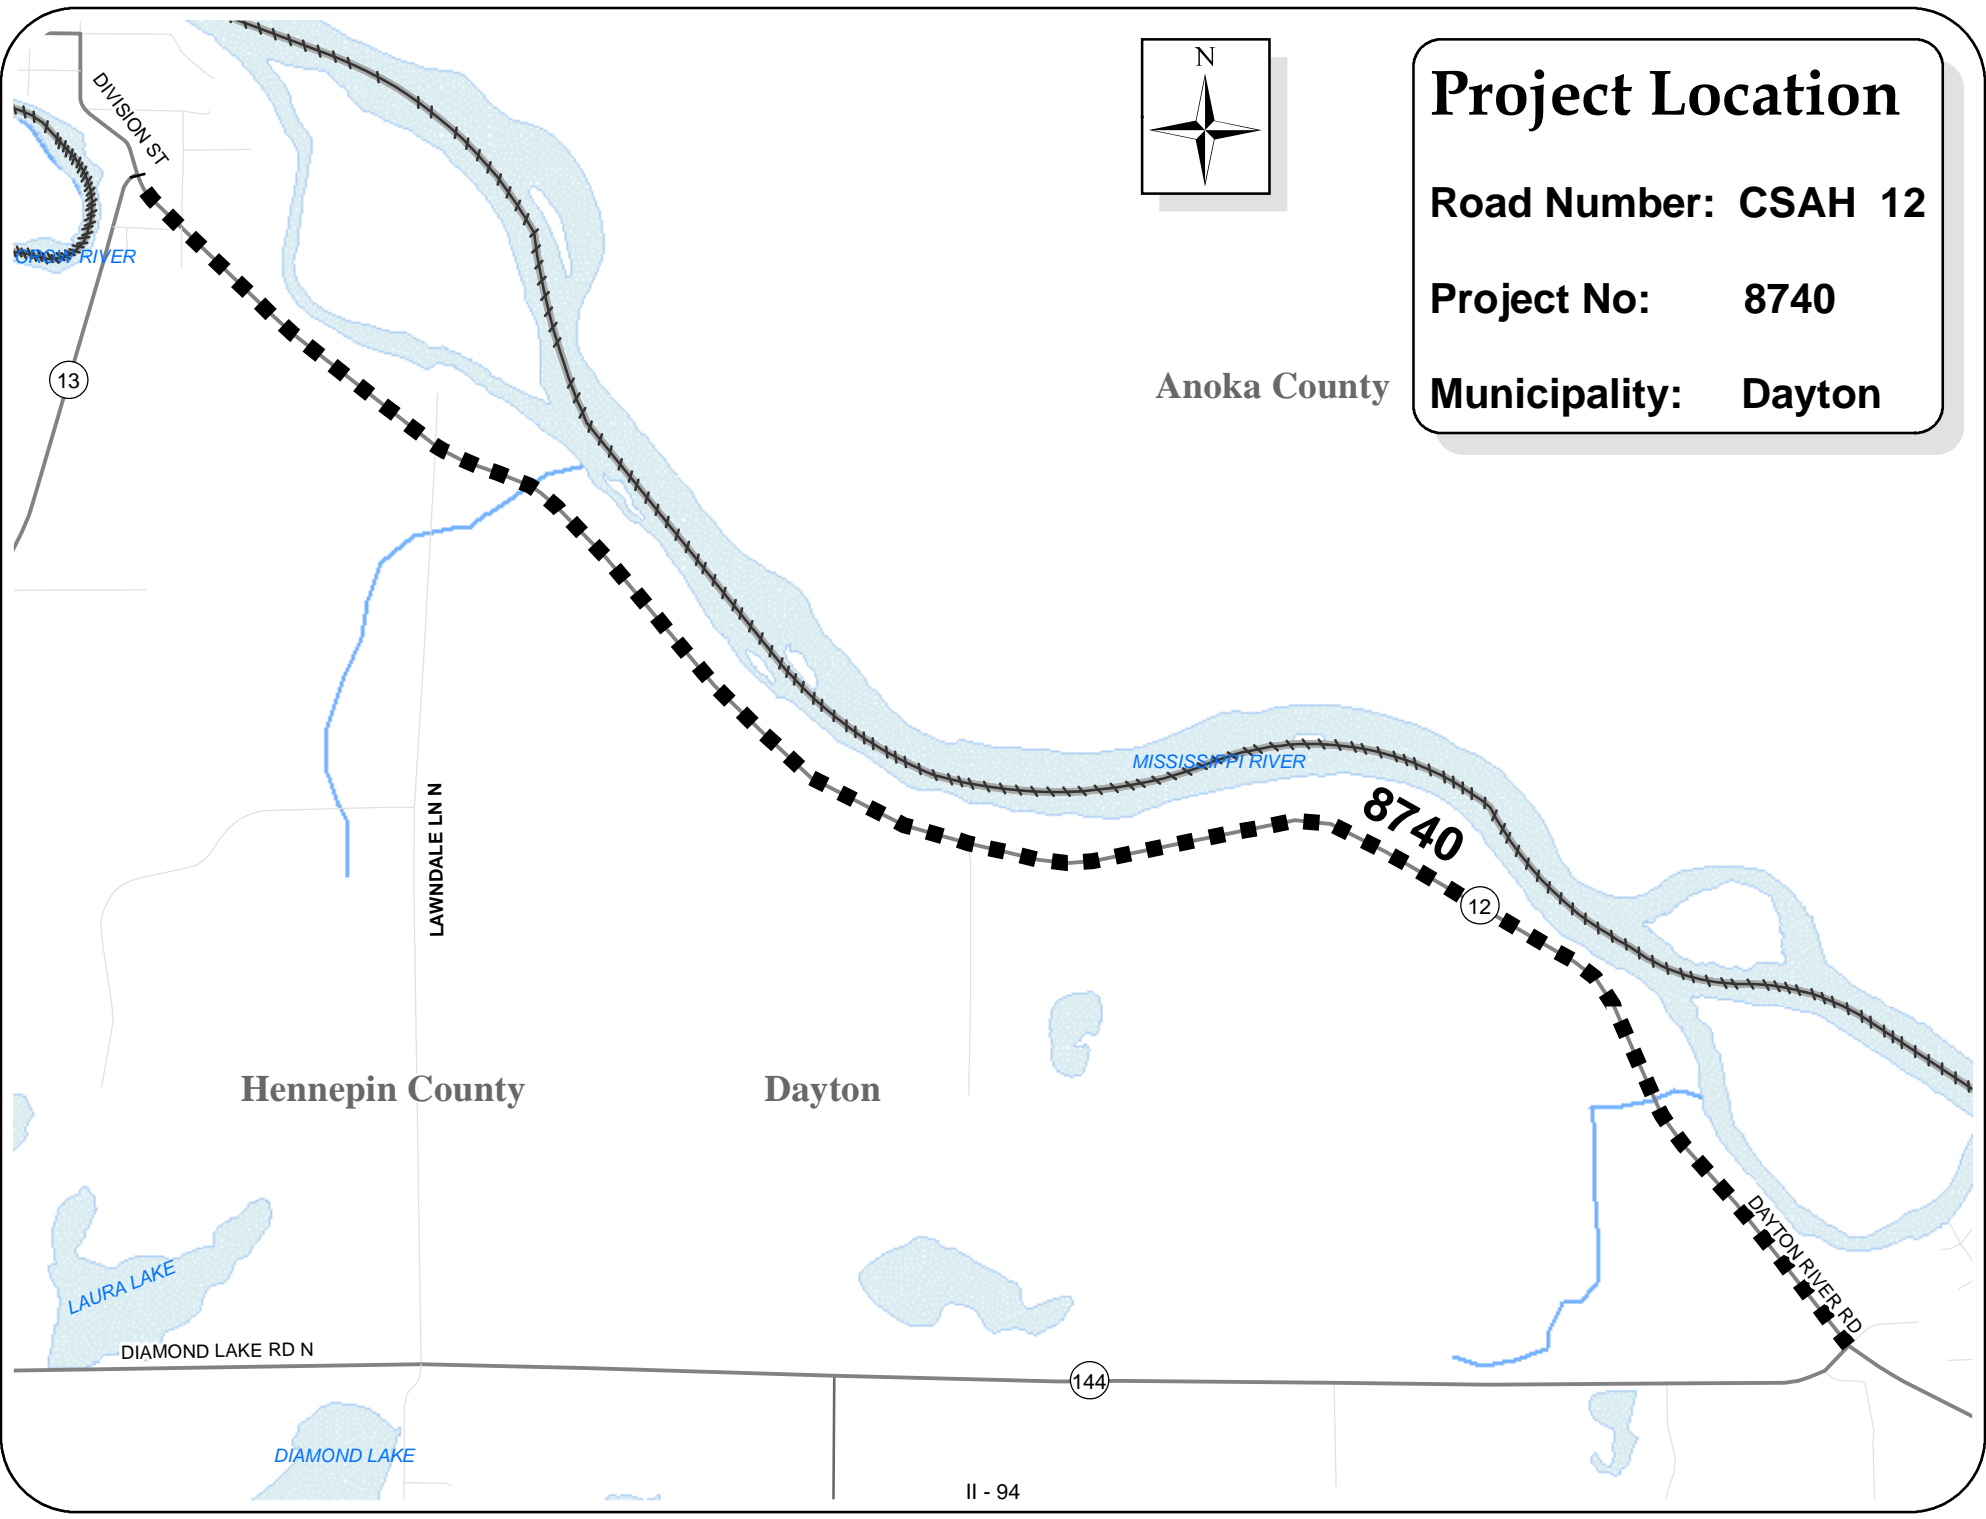 N
Project Location
Road Number: CSAH 12
Project No: 8740
Municipality: Dayton
DIVISION ST
CROW RIVER
13
Anoka County
MISSISSIPPI RIVER
8740
12
LAWNDALE LN N
Hennepin County
Dayton
DAYTON RIVER RD
LAURA LAKE
DIAMOND LAKE RD N
144
DIAMOND LAKE
II - 94